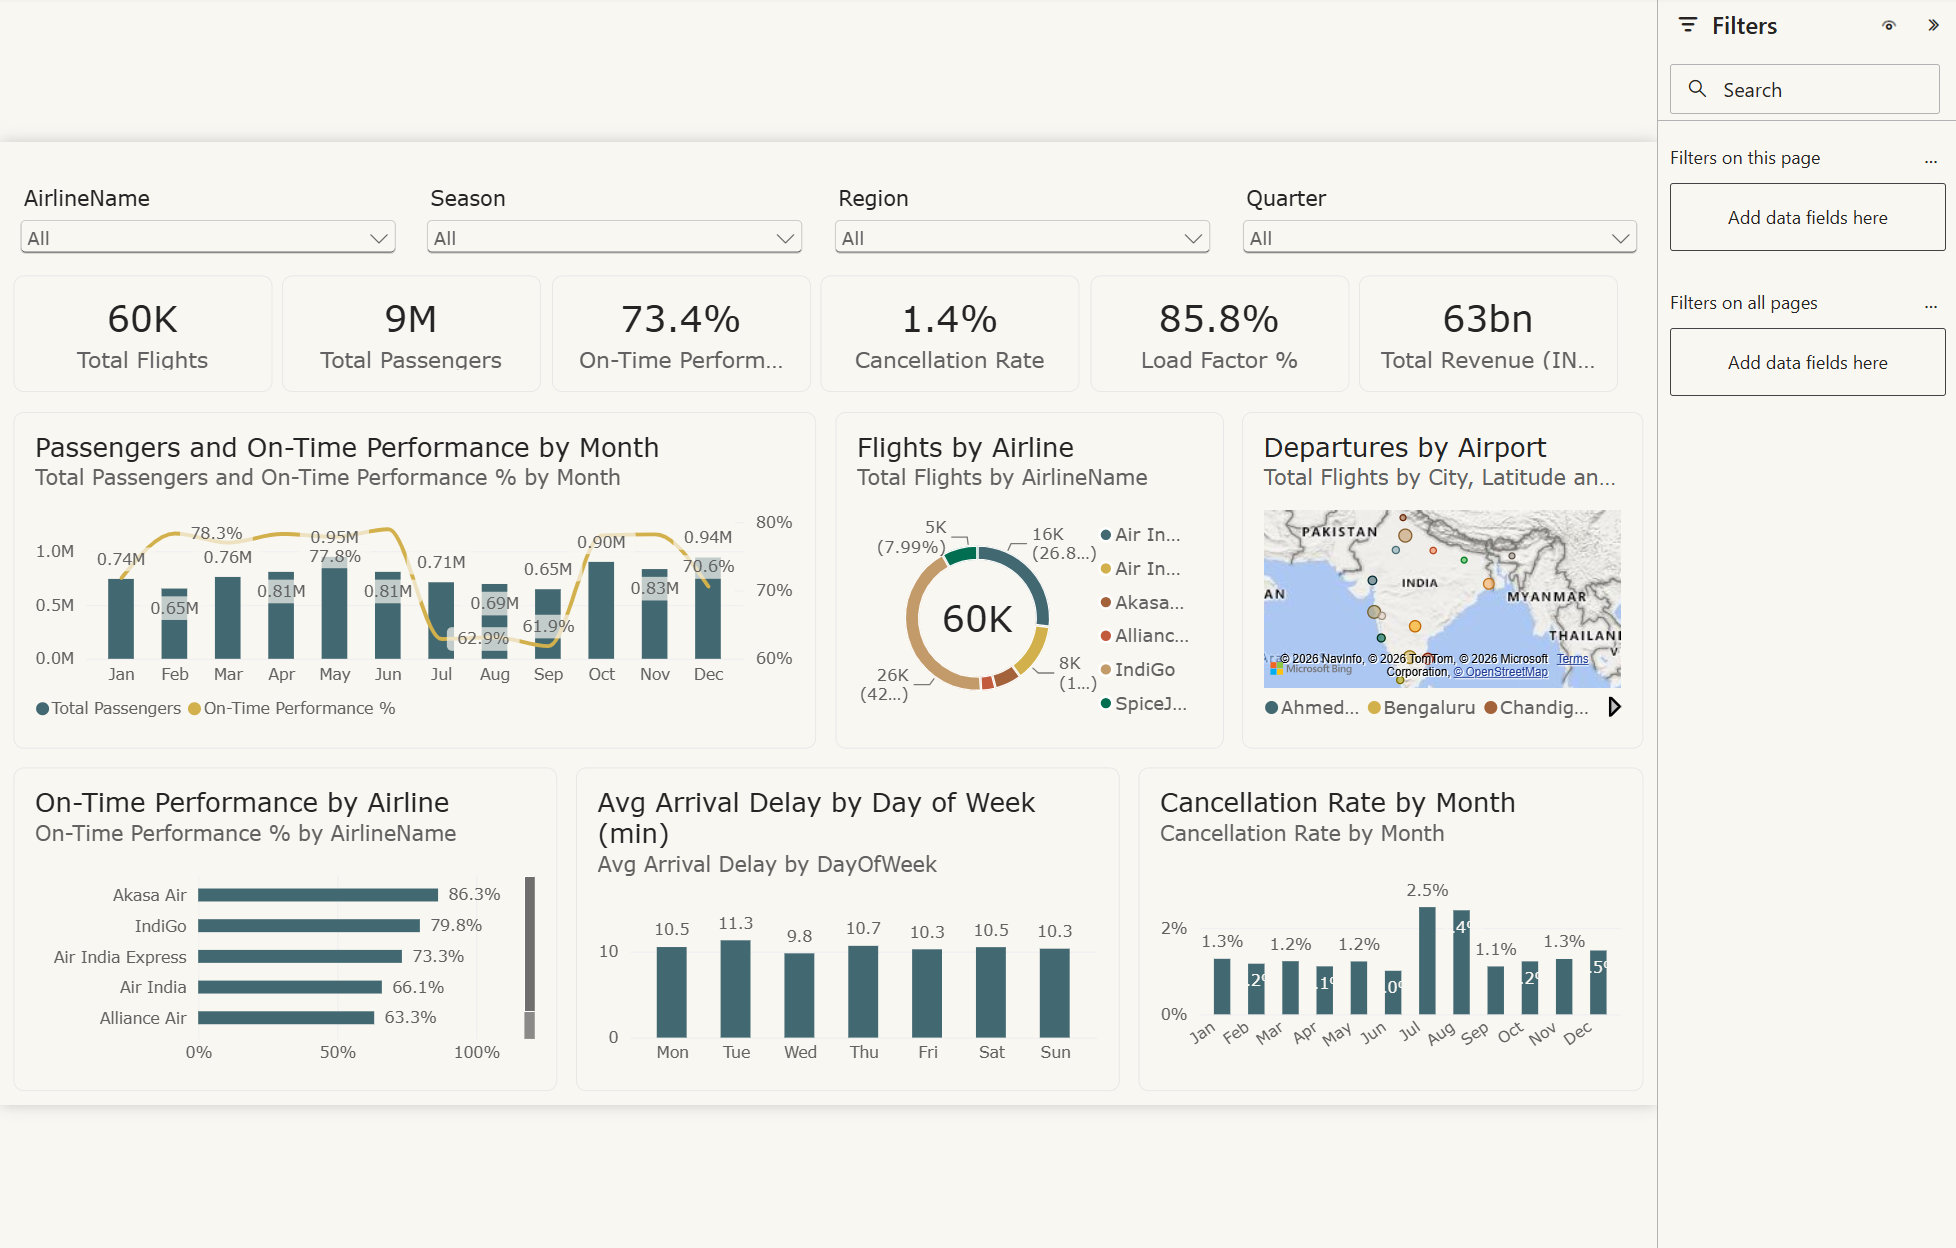 Filters
Search
Filters on this page
...
Add data fields here
Filters on all pages
...
Add data fields here
AirlineName
All
Season
All
Region
All
Quarter
All
60K
Total Flights
9M
Total Passengers
73.4%
On-Time Perform...
1.4%
Cancellation Rate
85.8%
Load Factor %
63bn
Total Revenue (IN...
Passengers and On-Time Performance by Month
Total Passengers and On-Time Performance % by Month
1.0M
0.5M
0.0M
80%
70%
60%
0.74M
0.65M
78.3%
0.76M
0.81M
0.95M
77.8%
0.81M
0.71M
62.9%
0.69M
0.65M
61.9%
0.90M
0.83M
0.94M
70.6%
Jan Feb Mar Apr May Jun Jul Aug Sep Oct Nov Dec
Total Passengers On-Time Performance %
Flights by Airline
Total Flights by AirlineName
5K
(7.99%)
16K
(26.8...)
8K
(1...)
26K
(42...)
60K
Air In...
Air In...
Akasa...
Allianc...
IndiGo
SpiceJ...
Departures by Airport
Total Flights by City, Latitude an...
PAKISTAN
INDIA
MYANMAR
THAILAN
AN
© 2026 NavInfo, © 2026 TomTom, © 2026 Microsoft
Corporation, © OpenStreetMap
Terms
Microsoft Bing
Ahmed... Bengaluru Chandig...
On-Time Performance by Airline
On-Time Performance % by AirlineName
Akasa Air 86.3%
IndiGo 79.8%
Air India Express 73.3%
Air India 66.1%
Alliance Air 63.3%
0% 50% 100%
Avg Arrival Delay by Day of Week
(min)
Avg Arrival Delay by DayOfWeek
10
0
10.5 11.3 9.8 10.7 10.3 10.5 10.3
Mon Tue Wed Thu Fri Sat Sun
Cancellation Rate by Month
Cancellation Rate by Month
2%
0%
1.3% .2% 1.2% .1% 1.2% .0% 2.5% .4% 1.1% .2% 1.3% .5%
Jan Feb Mar Apr May Jun Jul Aug Sep Oct Nov Dec